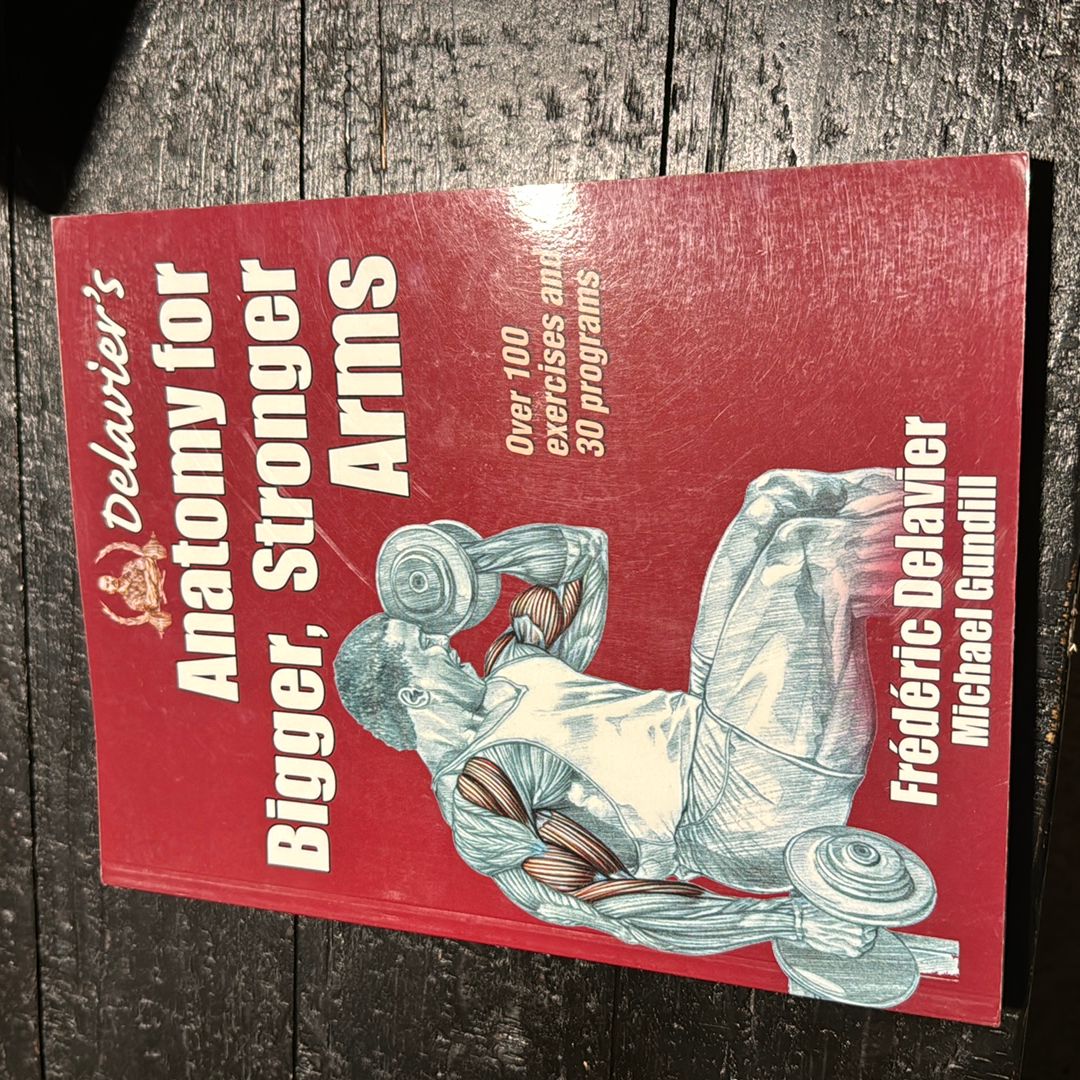 Delavier's
Anatomy for
Bigger, Stronger
Arms
Over 100
exercises and
30 programs
Frédéric Delavier
Michael Gundill